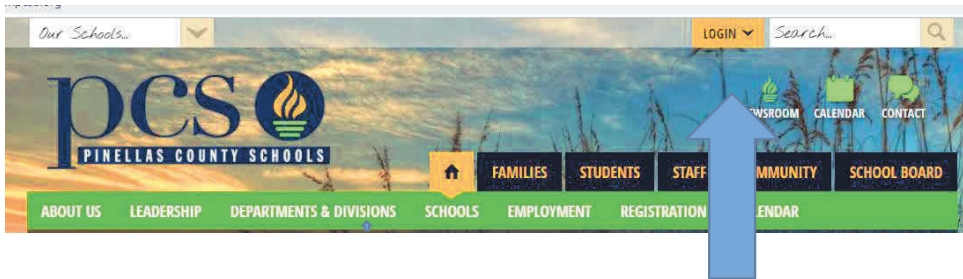 Our Schools...
LOGIN
Search...
pcs
PINELLAS COUNTY SCHOOLS
CALENDAR CONTACT
FAMILIES STUDENTS STAFF SCHOOL BOARD
ABOUT US LEADERSHIP DEPARTMENTS & DIVISIONS SCHOOLS EMPLOYMENT REGISTRATION